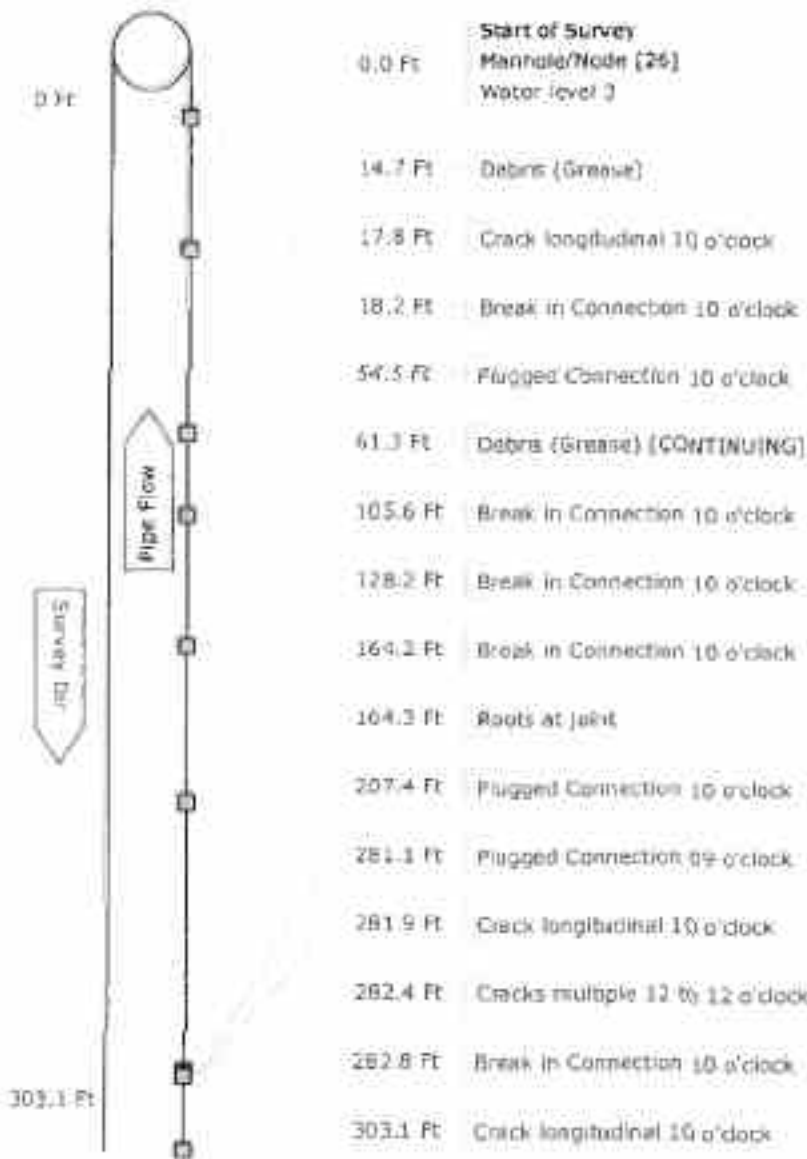 0.0 Ft Start of Survey
Manhole/Node [26]
Water level 3
0 Ft
14.7 Ft Debris (Grease)
17.8 Ft Crack longitudinal 10 o'clock
18.2 Ft Break in Connection 10 o'clock
54.5 Ft Plugged Connection 10 o'clock
61.3 Ft Debris (Grease) [CONTINUING]
105.6 Ft Break in Connection 10 o'clock
128.2 Ft Break in Connection 10 o'clock
164.2 Ft Break in Connection 10 o'clock
164.3 Ft Roots at Joint
207.4 Ft Plugged Connection 10 o'clock
281.1 Ft Plugged Connection 09 o'clock
281.9 Ft Crack longitudinal 10 o'clock
282.4 Ft Cracks multiple 12 to 12 o'clock
282.8 Ft Break in Connection 10 o'clock
303.1 Ft Crack longitudinal 10 o'clock
Pipe Flow
Survey Dir
303.1 Ft